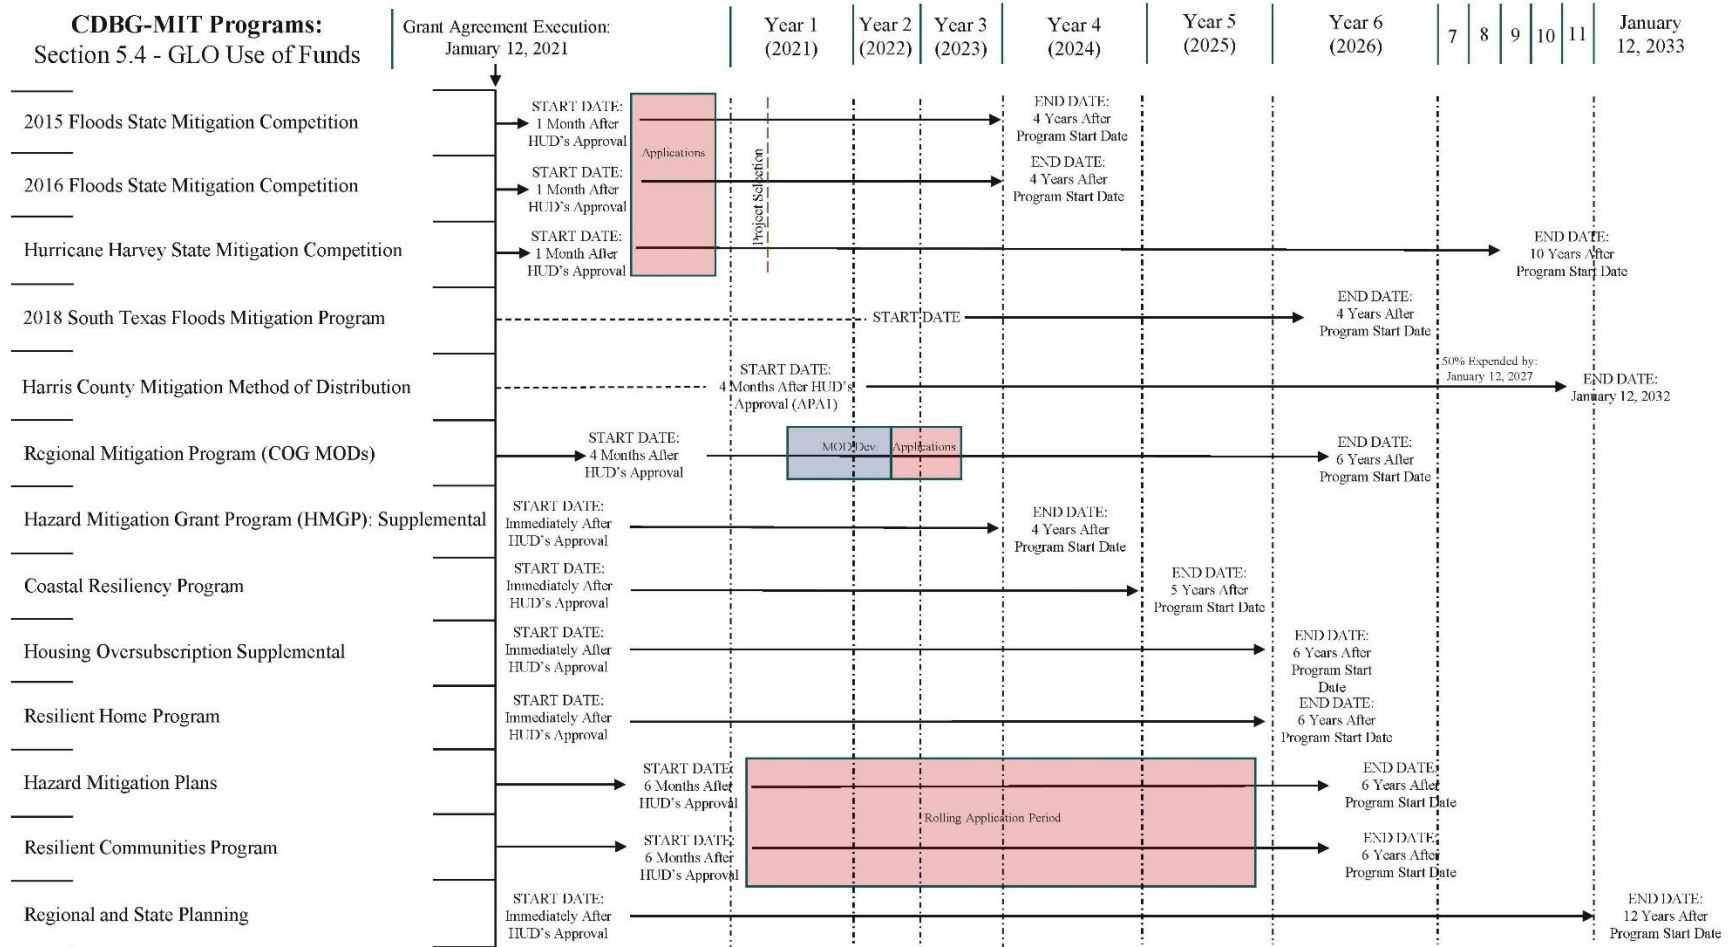 CDBG-MIT Programs:
Section 5.4 - GLO Use of Funds
Grant Agreement Execution:
January 12, 2021
Year 1
(2021)
Year 2
(2022)
Year 3
(2023)
Year 4
(2024)
Year 5
(2025)
Year 6
(2026)
7
8
9
10
11
January
12, 2033
2015 Floods State Mitigation Competition
START DATE:
1 Month After
HUD's Approval
Applications
Project Selection
END DATE:
4 Years After
Program Start Date
2016 Floods State Mitigation Competition
START DATE:
1 Month After
HUD's Approval
END DATE:
4 Years After
Program Start Date
Hurricane Harvey State Mitigation Competition
START DATE:
1 Month After
HUD's Approval
END DATE:
10 Years After
Program Start Date
2018 South Texas Floods Mitigation Program
START DATE
END DATE:
4 Years After
Program Start Date
Harris County Mitigation Method of Distribution
START DATE:
4 Months After HUD's
Approval (APA1)
50% Expended by:
January 12, 2027
END DATE:
January 12, 2032
Regional Mitigation Program (COG MODs)
START DATE:
4 Months After
HUD's Approval
MOD Dev.
Applications
END DATE:
6 Years After
Program Start Date
Hazard Mitigation Grant Program (HMGP): Supplemental
START DATE:
Immediately After
HUD's Approval
END DATE:
4 Years After
Program Start Date
Coastal Resiliency Program
START DATE:
Immediately After
HUD's Approval
END DATE:
5 Years After
Program Start Date
Housing Oversubscription Supplemental
START DATE:
Immediately After
HUD's Approval
END DATE:
6 Years After
Program Start
Date
Resilient Home Program
START DATE:
Immediately After
HUD's Approval
END DATE:
6 Years After
Program Start Date
Hazard Mitigation Plans
START DATE:
6 Months After
HUD's Approval
END DATE:
6 Years After
Program Start Date
Rolling Application Period
Resilient Communities Program
START DATE:
6 Months After
HUD's Approval
END DATE:
6 Years After
Program Start Date
Regional and State Planning
START DATE:
Immediately After
HUD's Approval
END DATE:
12 Years After
Program Start Date